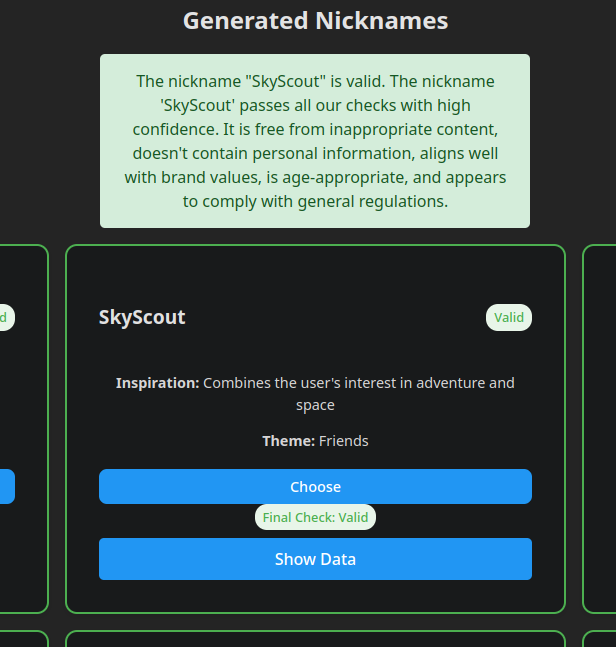 Generated Nicknames
The nickname "SkyScout" is valid. The nickname
'SkyScout' passes all our checks with high
confidence. It is free from inappropriate content,
doesn't contain personal information, aligns well
with brand values, is age-appropriate, and appears
to comply with general regulations.
d
SkyScout
Valid
Inspiration: Combines the user's interest in adventure and
space
Theme: Friends
Choose
Final Check: Valid
Show Data